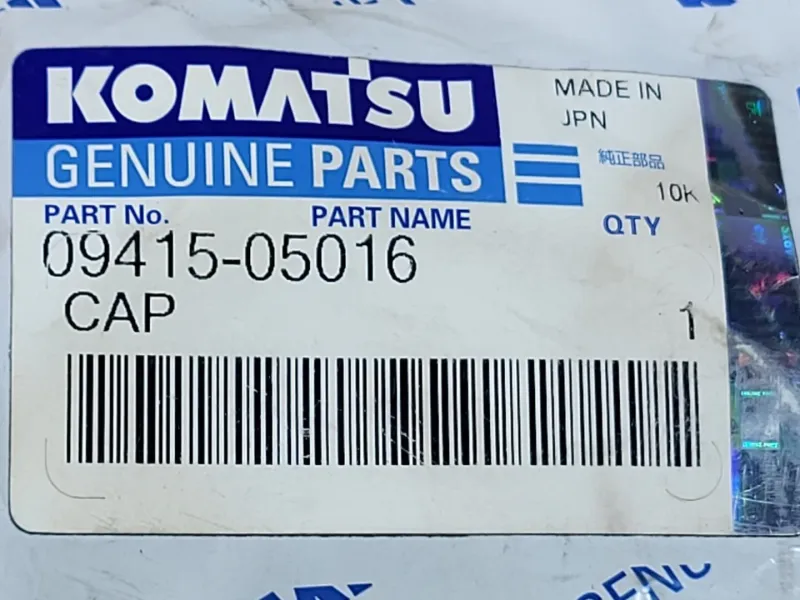 KOMATSU
GENUINE PARTS
MADE IN
JPN
純正部品
10K
PART No.
PART NAME
QTY
09415-05016
CAP
1